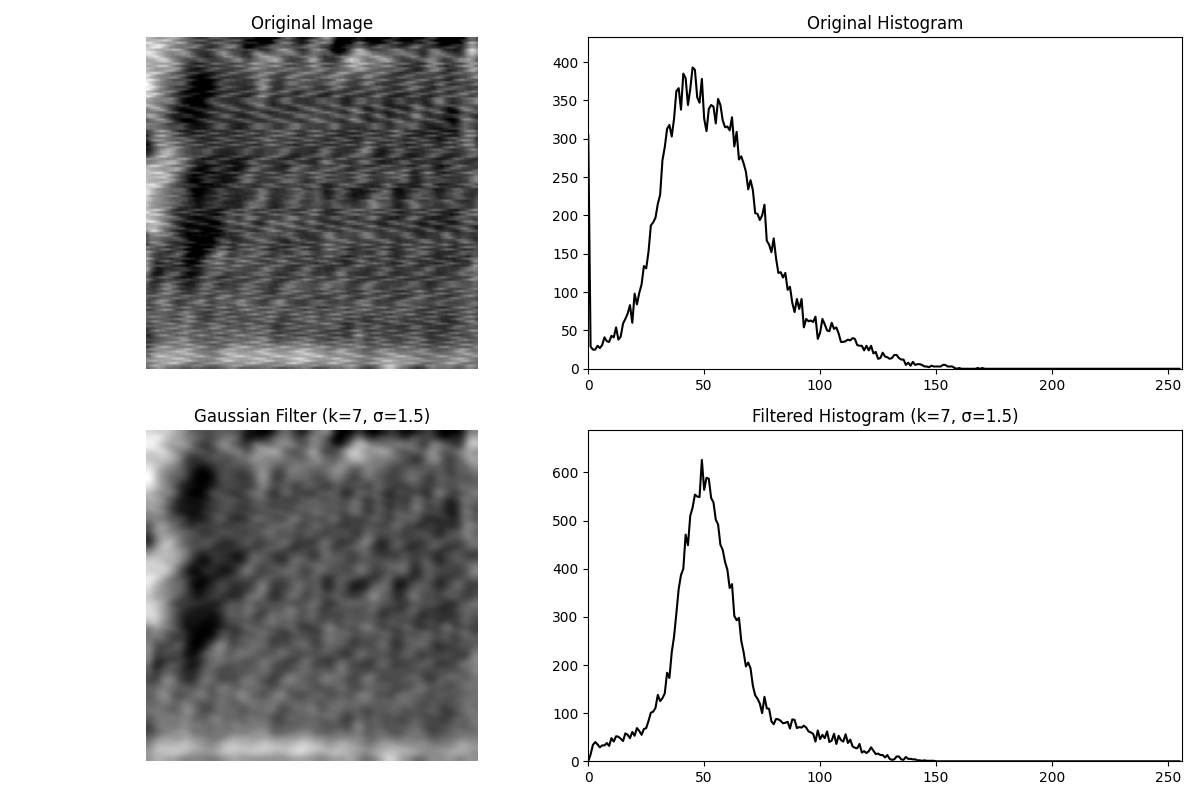 Original Image
Original Histogram
400
350
300
250
200
150
100
50
0
0 50 100 150 200 250
Gaussian Filter (k=7, σ=1.5)
Filtered Histogram (k=7, σ=1.5)
600
500
400
300
200
100
0
0 50 100 150 200 250